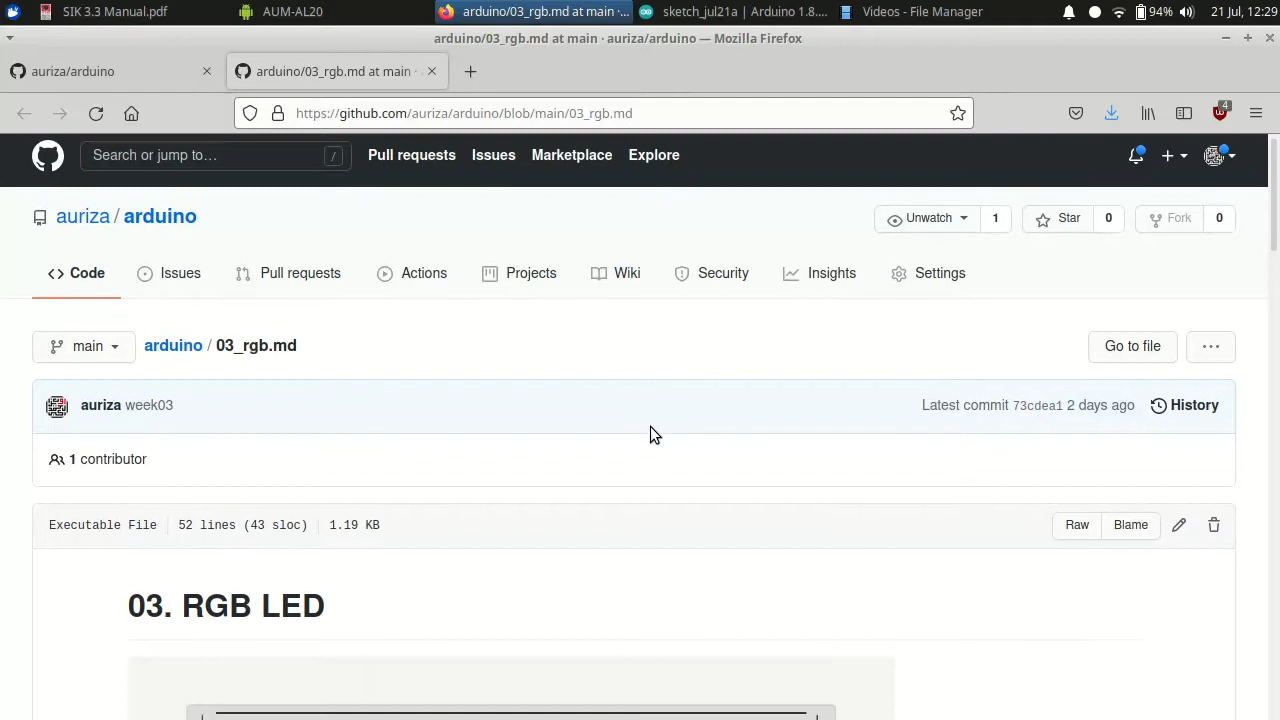 SIK 3.3 Manual.pdf
AUM-AL20
arduino/03_rgb.md at main ·...
sketch_jul21a | Arduino 1.8....
Videos - File Manager
94%
21 Jul, 12:29
arduino/03_rgb.md at main · auriza/arduino — Mozilla Firefox
auriza/arduino
arduino/03_rgb.md at main ·
https://github.com/auriza/arduino/blob/main/03_rgb.md
4
Search or jump to…
/
Pull requests
Issues
Marketplace
Explore
auriza / arduino
Unwatch
1
Star
0
Fork
0
Code
Issues
Pull requests
Actions
Projects
Wiki
Security
Insights
Settings
main
arduino / 03_rgb.md
Go to file
auriza week03
Latest commit 73cdea1 2 days ago
History
1 contributor
Executable File
52 lines (43 sloc)
1.19 KB
Raw
Blame
03. RGB LED